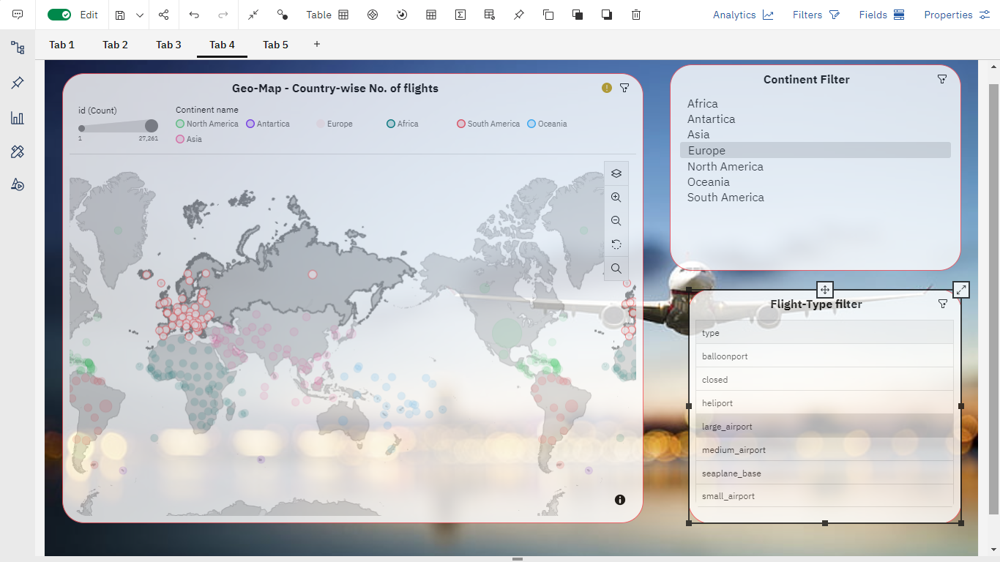 Edit Table Analytics Filters Fields Properties
Tab 1 Tab 2 Tab 3 Tab 4 Tab 5 +
Geo-Map - Country-wise No. of flights
id (Count)
1 27,261
Continent name
North America Antartica Europe Africa South America Oceania
Asia
Continent Filter
Africa
Antartica
Asia
Europe
North America
Oceania
South America
Flight-Type filter
type
balloonport
closed
heliport
large_airport
medium_airport
seaplane_base
small_airport